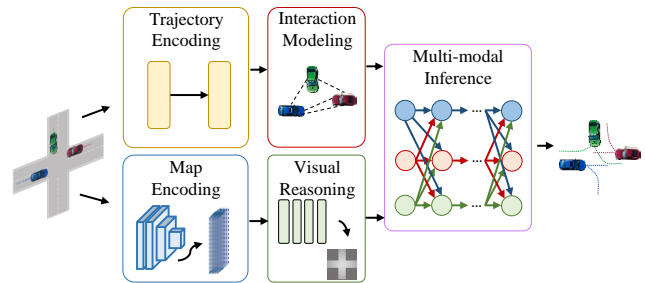 Trajectory
Encoding
Interaction
Modeling
Multi-modal
Inference
...
...
Map
Encoding
Visual
Reasoning